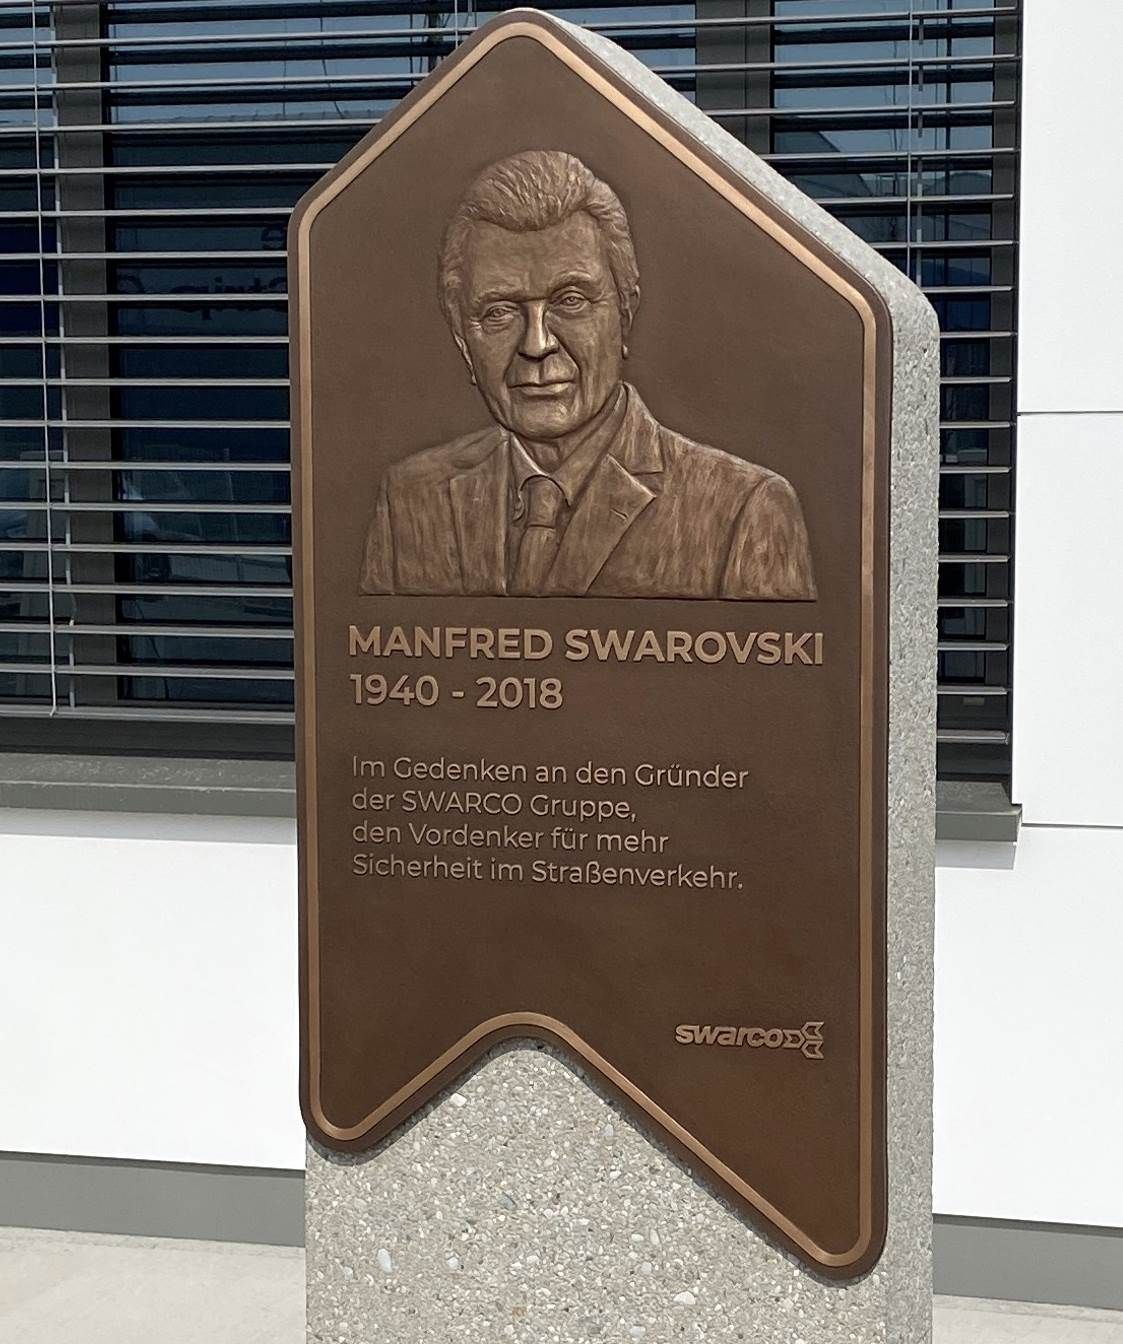 MANFRED SWAROVSKI
1940 - 2018
Im Gedenken an den Gründer
der SWARCO Gruppe,
den Vordenker für mehr
Sicherheit im Straßenverkehr.
swarco